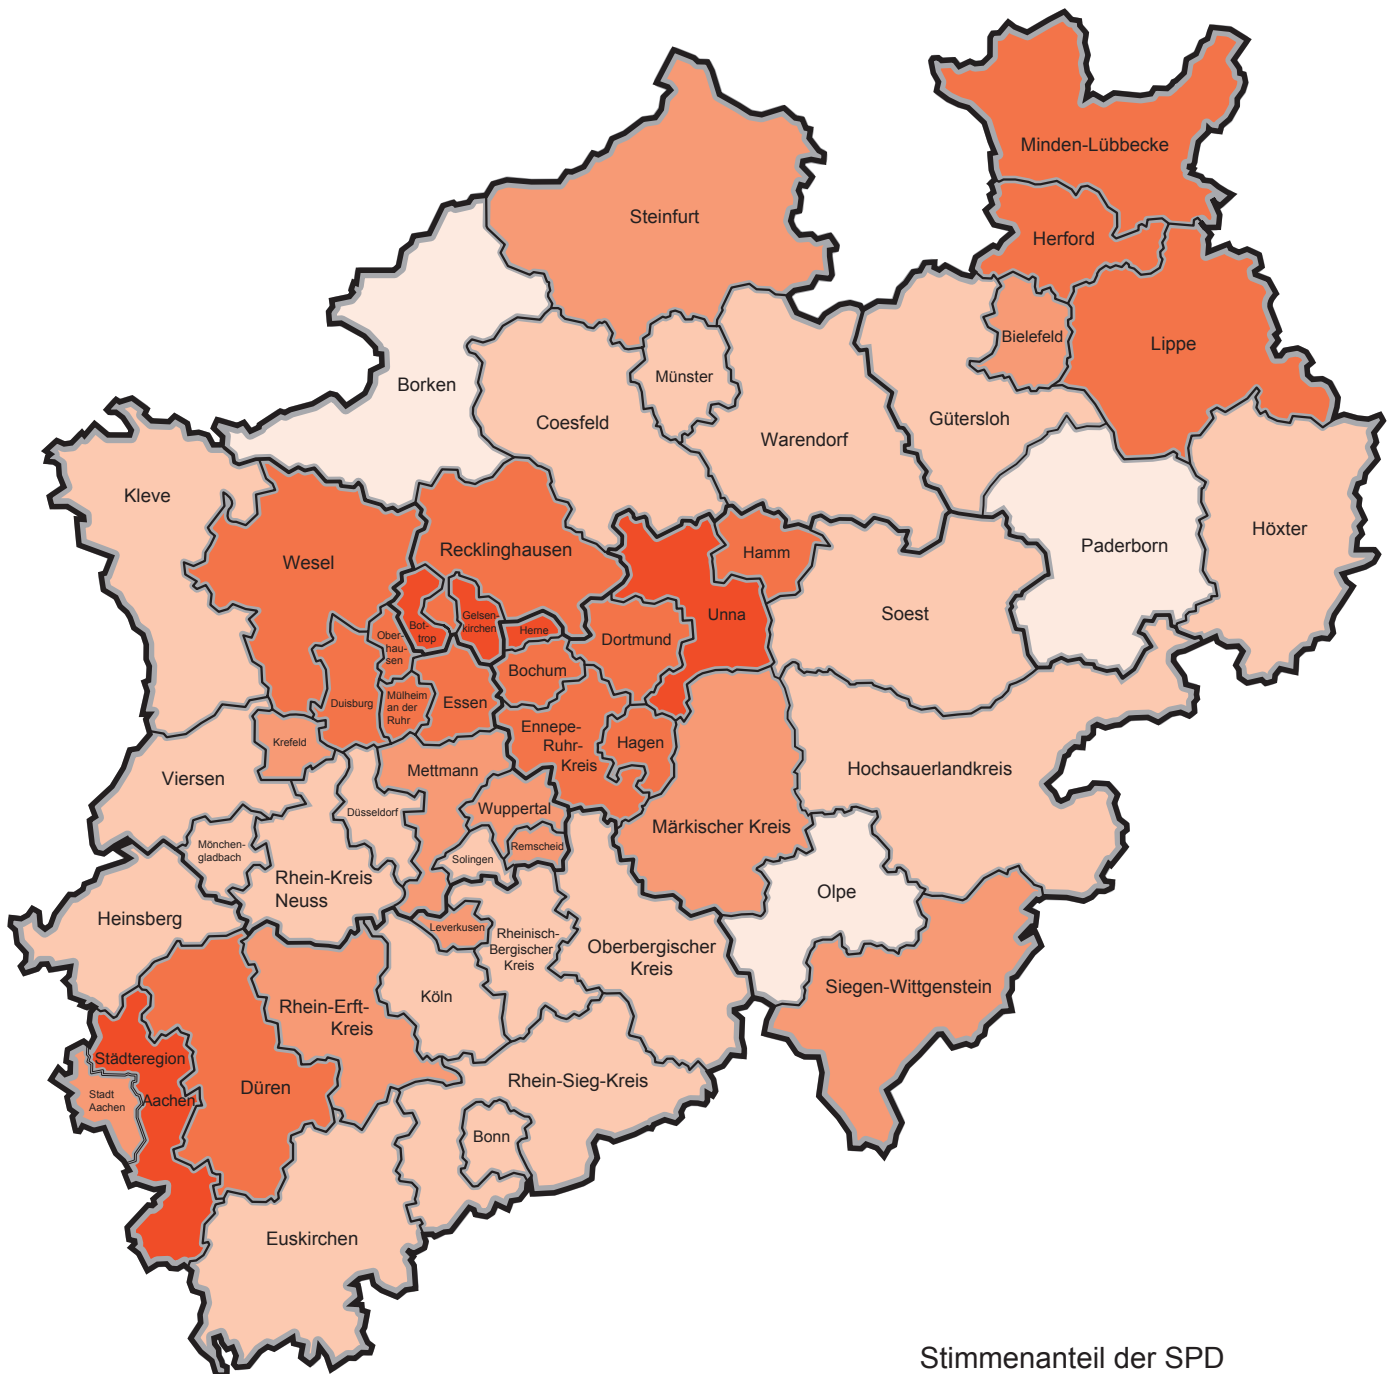 Minden-Lübbecke
Steinfurt
Herford
Bielefeld
Lippe
Münster
Borken
Coesfeld
Gütersloh
Warendorf
Kleve
Höxter
Paderborn
Recklinghausen
Hamm
Wesel
Soest
Unna
Gelsen-
kirchen
Bot-
trop
Herne
Dortmund
Ober-
hau-
sen
Bochum
Duisburg
Mülheim
an der
Ruhr
Essen
Ennepe-
Ruhr-
Kreis
Hagen
Krefeld
Mettmann
Hochsauerlandkreis
Viersen
Düsseldorf
Wuppertal
Märkischer Kreis
Mönchen-
gladbach
Remscheid
Solingen
Rhein-Kreis
Neuss
Olpe
Heinsberg
Leverkusen
Rheinisch-
Bergischer
Kreis
Oberbergischer
Kreis
Siegen-Wittgenstein
Köln
Rhein-Erft-
Kreis
Städteregion
Aachen
Stadt
Aachen
Düren
Rhein-Sieg-Kreis
Bonn
Euskirchen
Stimmenanteil der SPD